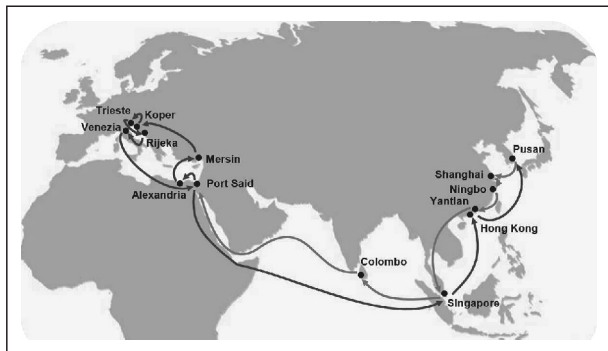 Trieste
Koper
Venezia
Rijeka
Mersin
Alexandria
Port Said
Pusan
Shanghai
Ningbo
Yantian
Hong Kong
Colombo
Singapore